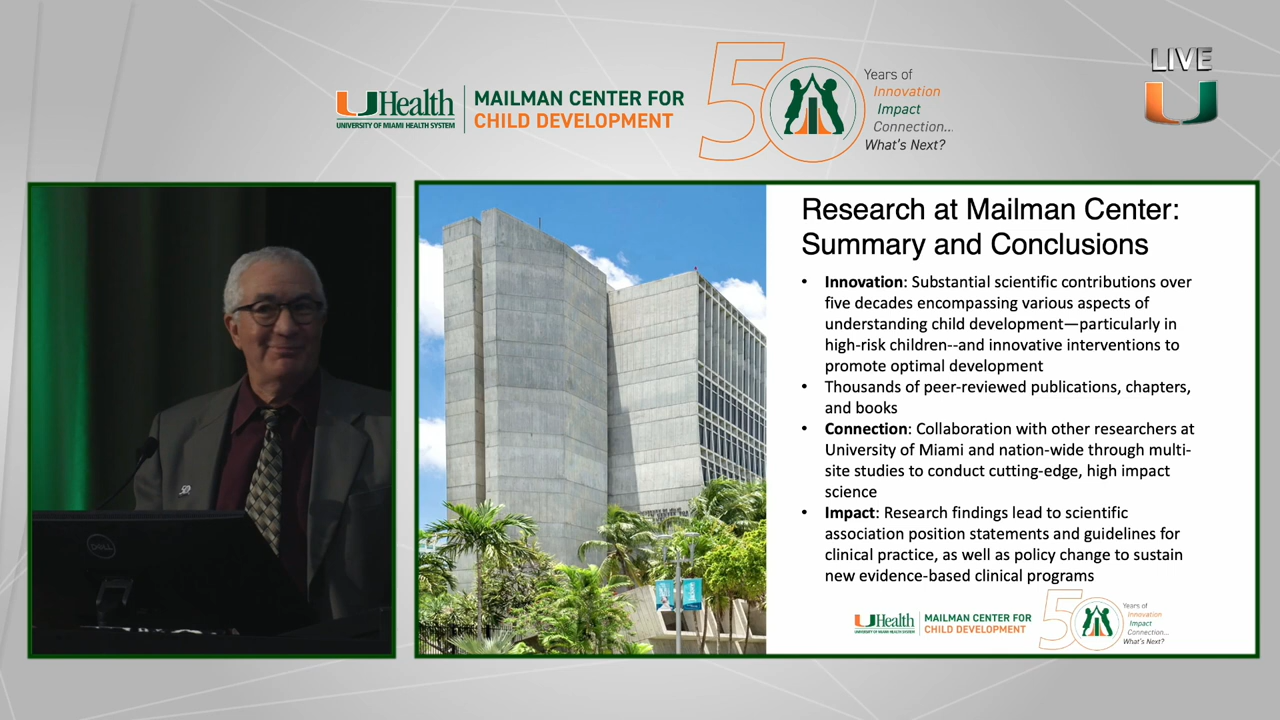 UHealth
UNIVERSITY OF MIAMI HEALTH SYSTEM
MAILMAN CENTER FOR
CHILD DEVELOPMENT
50
Years of
Innovation
Impact
Connection...
What's Next?
LIVE
U
DELL
Research at Mailman Center:
Summary and Conclusions
• Innovation: Substantial scientific contributions over
five decades encompassing various aspects of
understanding child development—particularly in
high-risk children--and innovative interventions to
promote optimal development
• Thousands of peer-reviewed publications, chapters,
and books
• Connection: Collaboration with other researchers at
University of Miami and nation-wide through multi-
site studies to conduct cutting-edge, high impact
science
• Impact: Research findings lead to scientific
association position statements and guidelines for
clinical practice, as well as policy change to sustain
new evidence-based clinical programs
UHealth
UNIVERSITY OF MIAMI HEALTH SYSTEM
MAILMAN CENTER FOR
CHILD DEVELOPMENT
50
Years of
Innovation
Impact
Connection...
What's Next?